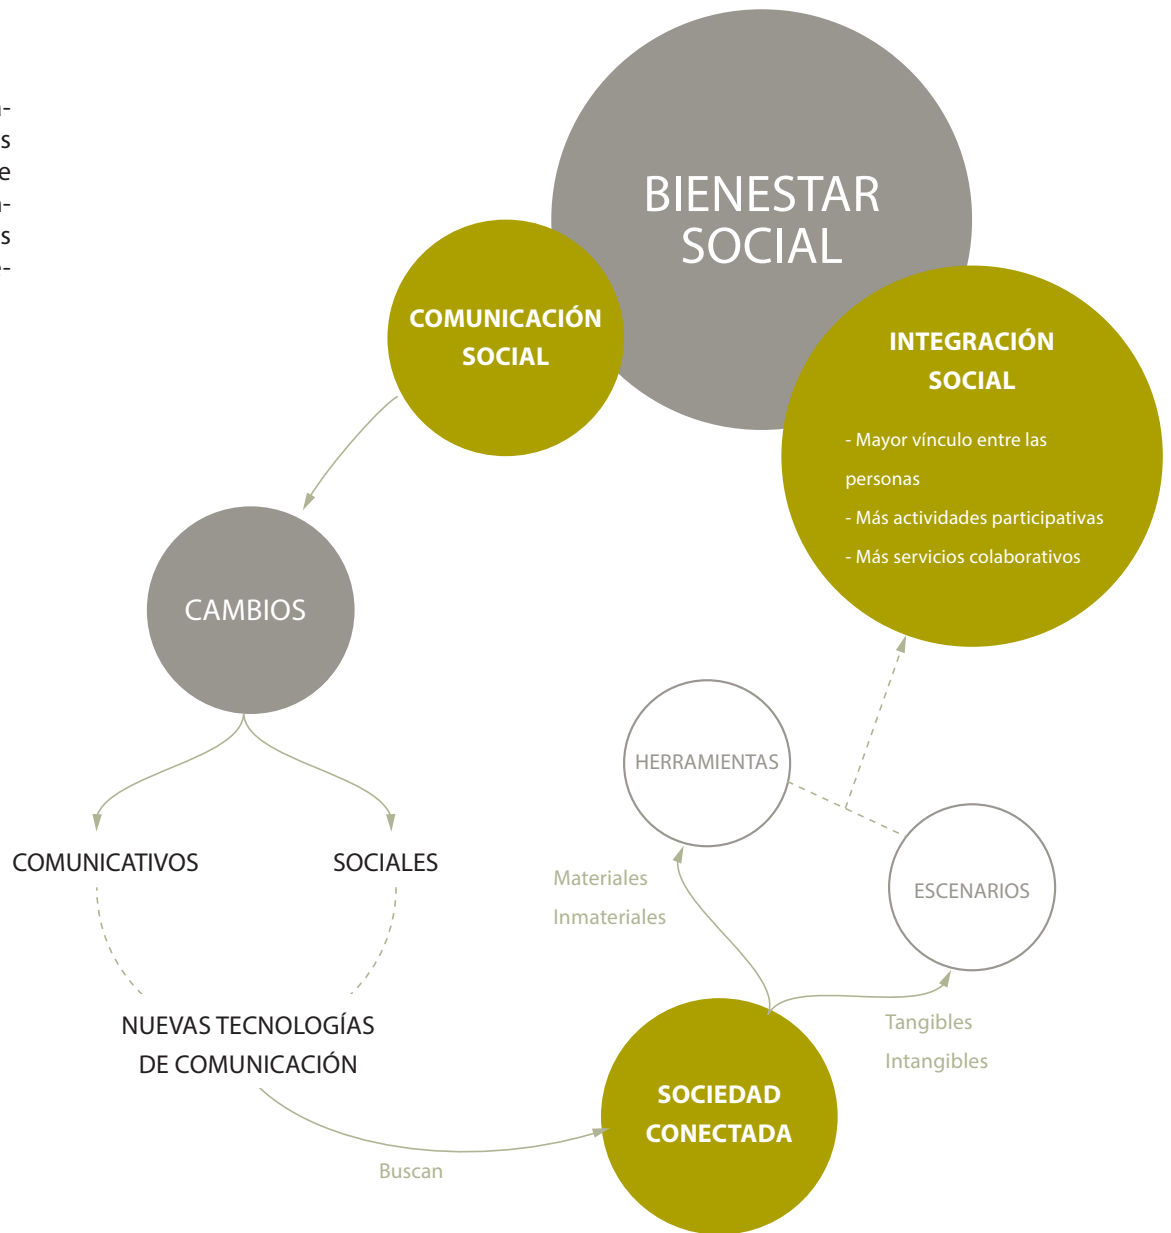 a-
s
e
a-
s
e-
BIENESTAR
SOCIAL
COMUNICACIÓN
SOCIAL
INTEGRACIÓN
SOCIAL
- Mayor vínculo entre las
personas
- Más actividades participativas
- Más servicios colaborativos
CAMBIOS
HERRAMIENTAS
COMUNICATIVOS
SOCIALES
Materiales
Inmateriales
ESCENARIOS
NUEVAS TECNOLOGÍAS
DE COMUNICACIÓN
Tangibles
Intangibles
SOCIEDAD
CONECTADA
Buscan